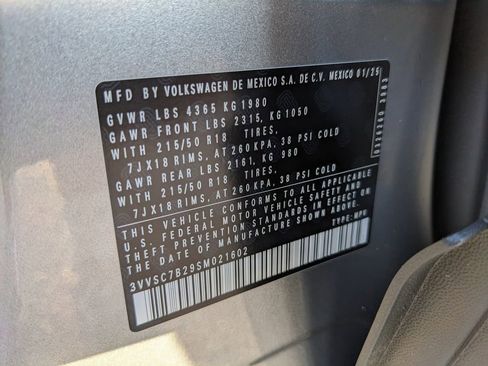 MFD BY VOLKSWAGEN DE MEXICO S.A. DE C.V. MEXICO 01/25
GVWR LBS 4365 KG 1980
GAWR FRONT LBS 2315, KG 1050
WITH 215/50 R18 TIRES,
7JX18 RIMS, AT 260 KPA, 38 PSI COLD
GAWR REAR LBS 2161, KG 980
WITH 215/50 R18 TIRES,
7JX18 RIMS, AT 260 KPA, 38 PSI COLD
THIS VEHICLE CONFORMS TO ALL APPLICABLE
U.S. FEDERAL MOTOR VEHICLE SAFETY AND
THEFT PREVENTION STANDARDS IN EFFECT ON
THE DATE OF MANUFACTURE SHOWN ABOVE.
3VVSC7B29SM021602 TYPE: MPV